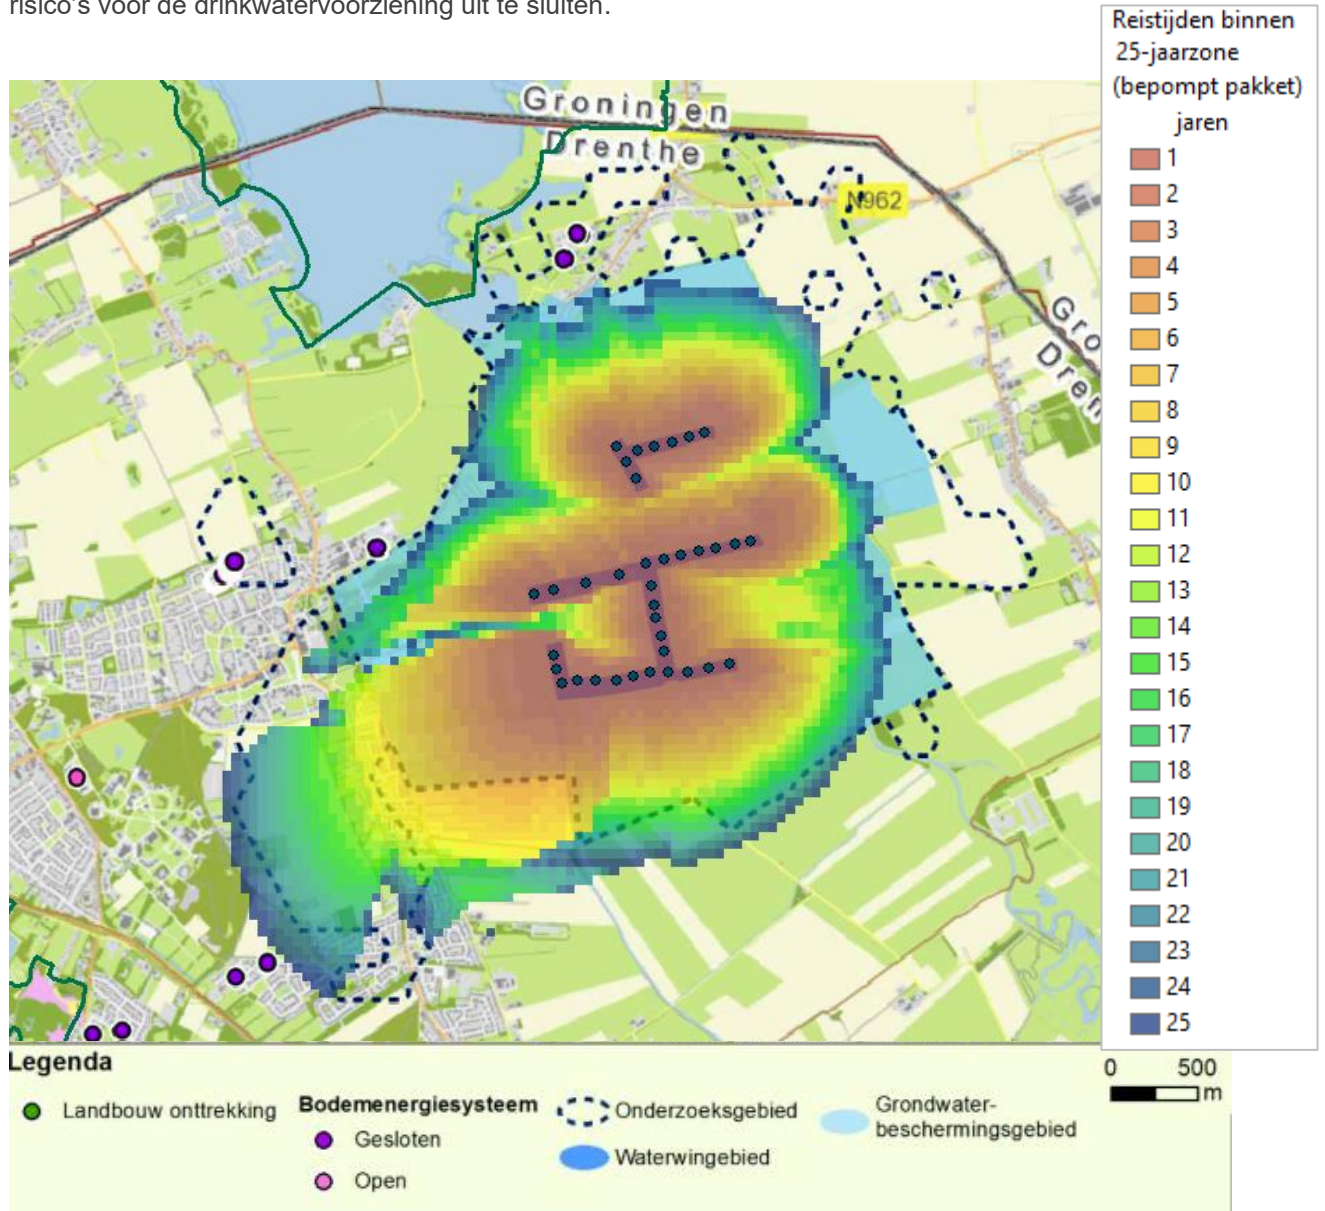 risico's voor de drinkwatervoorziening uit te sluiten.
Reistijden binnen
25-jaarzone
(bepompt pakket)
jaren
1
2
3
4
5
6
7
8
9
10
11
12
13
14
15
16
17
18
19
20
21
22
23
24
25
Groningen
Drenthe
N962
Gro
Dren
Legenda
Landbouw onttrekking
Bodemenergiesysteem
Gesloten
Open
Onderzoeksgebied
Waterwingebied
Grondwater-
beschermingsgebied
0 500
m